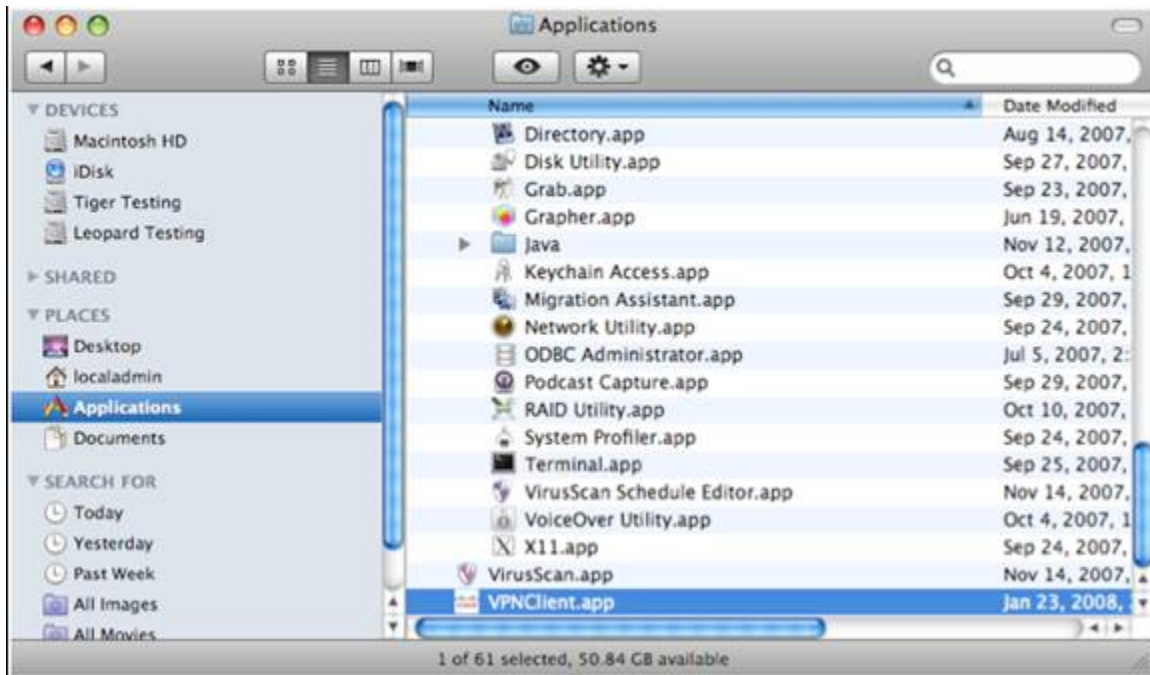 Applications
DEVICES
Macintosh HD
iDisk
Tiger Testing
Leopard Testing
SHARED
PLACES
Desktop
localadmin
Applications
Documents
SEARCH FOR
Today
Yesterday
Past Week
All Images
All Movies
Name Date Modified
Directory.app Aug 14, 2007,
Disk Utility.app Sep 27, 2007,
Grab.app Sep 23, 2007,
Grapher.app Jun 19, 2007,
Java Nov 12, 2007,
Keychain Access.app Oct 4, 2007, 1
Migration Assistant.app Sep 29, 2007,
Network Utility.app Sep 24, 2007,
ODBC Administrator.app Jul 5, 2007, 2:
Podcast Capture.app Sep 29, 2007,
RAID Utility.app Oct 10, 2007,
System Profiler.app Sep 24, 2007,
Terminal.app Sep 25, 2007,
VirusScan Schedule Editor.app Nov 14, 2007,
VoiceOver Utility.app Oct 4, 2007, 1
X11.app Sep 24, 2007,
VirusScan.app Nov 14, 2007,
VPNClient.app Jan 23, 2008,
1 of 61 selected, 50.84 GB available